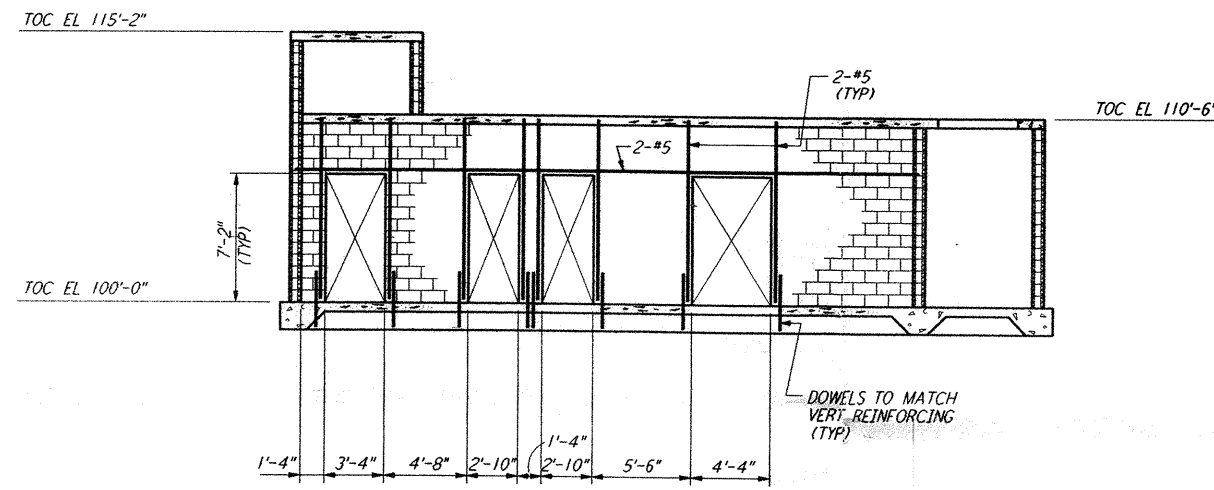 TOC EL 115'-2"
2-#5
(TYP)
TOC EL 110'-6"
2-#5
7'-2"
(TYP)
TOC EL 100'-0"
DOWELS TO MATCH
VERT REINFORCING
(TYP)
1'-4"
1'-4" 3'-4" 4'-8" 2'-10" 2'-10" 5'-6" 4'-4"